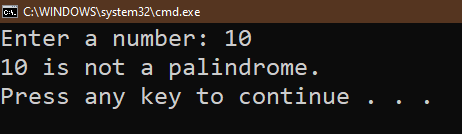 C:\WINDOWS\system32\cmd.exe
Enter a number: 10
10 is not a palindrome.
Press any key to continue . . .